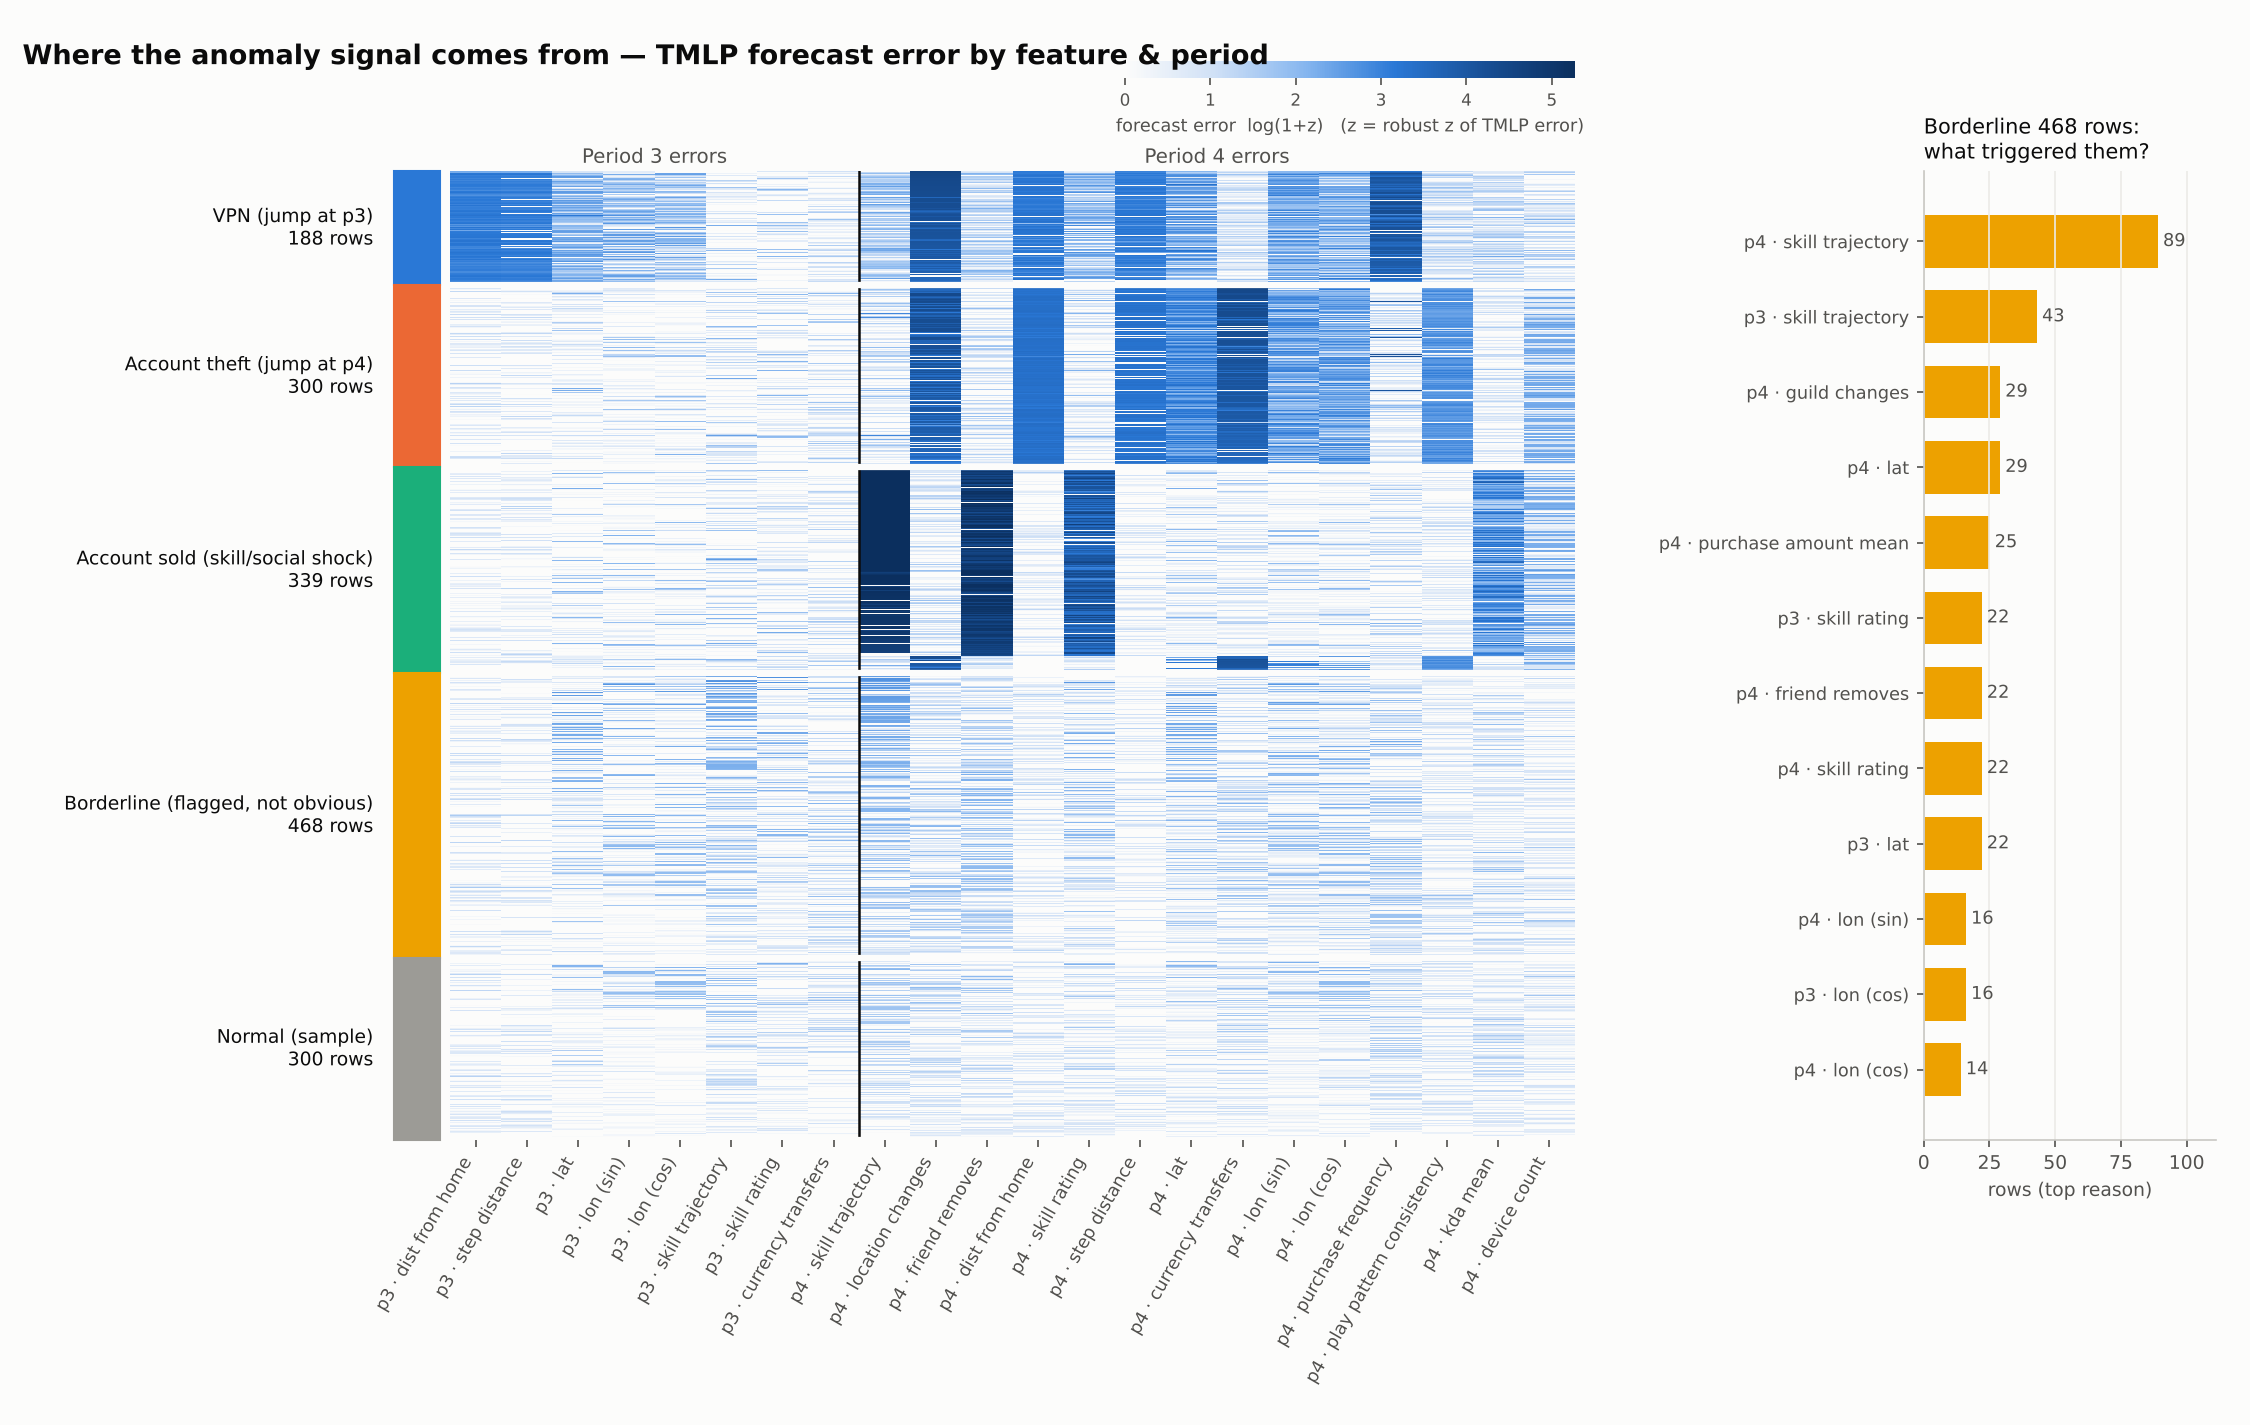 Where the anomaly signal comes from — TMLP forecast error by feature & period
0 1 2 3 4 5
forecast error log(1+z) (z = robust z of TMLP error)
Period 3 errors
Period 4 errors
VPN (jump at p3)
188 rows
Account theft (jump at p4)
300 rows
Account sold (skill/social shock)
339 rows
Borderline (flagged, not obvious)
468 rows
Normal (sample)
300 rows
p3 · dist from home
p3 · step distance
p3 · lat
p3 · lon (sin)
p3 · lon (cos)
p3 · skill trajectory
p3 · skill rating
p3 · currency transfers
p4 · skill trajectory
p4 · location changes
p4 · friend removes
p4 · dist from home
p4 · skill rating
p4 · step distance
p4 · lat
p4 · currency transfers
p4 · lon (sin)
p4 · lon (cos)
p4 · purchase frequency
p4 · play pattern consistency
p4 · kda mean
p4 · device count
Borderline 468 rows:
what triggered them?
p4 · skill trajectory 89
p3 · skill trajectory 43
p4 · guild changes 29
p4 · lat 29
p4 · purchase amount mean 25
p3 · skill rating 22
p4 · friend removes 22
p4 · skill rating 22
p3 · lat 22
p4 · lon (sin) 16
p3 · lon (cos) 16
p4 · lon (cos) 14
0 25 50 75 100
rows (top reason)